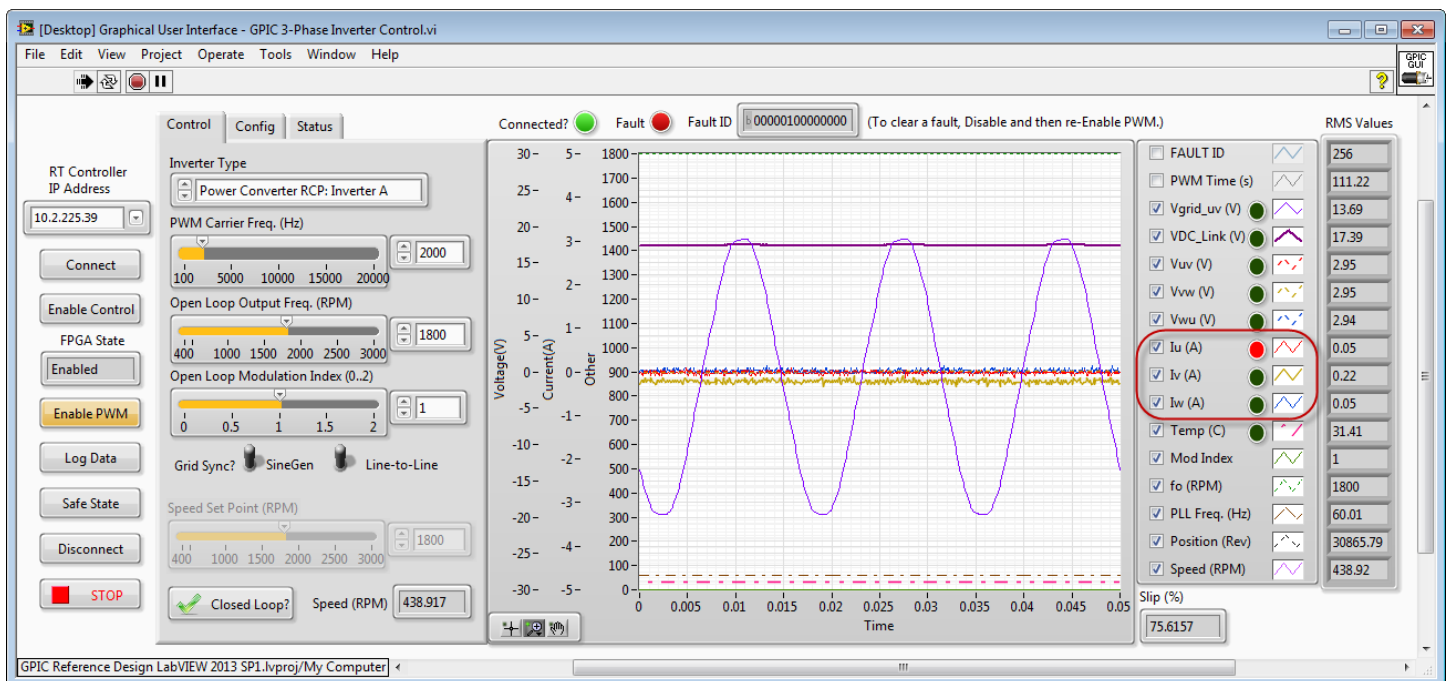 [Desktop] Graphical User Interface - GPIC 3-Phase Inverter Control.vi
File Edit View Project Operate Tools Window Help
GPIC
GUI
RT Controller
IP Address
10.2.225.39
Connect
Enable Control
FPGA State
Enabled
Enable PWM
Log Data
Safe State
Disconnect
STOP
Control Config Status
Inverter Type
Power Converter RCP: Inverter A
PWM Carrier Freq. (Hz)
2000
100 5000 10000 15000 20000
Open Loop Output Freq. (RPM)
1800
400 1000 1500 2000 2500 3000
Open Loop Modulation Index (0..2)
1
0 0.5 1 1.5 2
Grid Sync? SineGen Line-to-Line
Speed Set Point (RPM)
1800
400 1000 1500 2000 2500 3000
Closed Loop? Speed (RPM) 438.917
Connected? Fault Fault ID b 00000100000000 (To clear a fault, Disable and then re-Enable PWM.)
Voltage(V)
30
25
20
15
10
5
0
-5
-10
-15
-20
-25
-30
Current(A)
5
4
3
2
1
0
-1
-2
-3
-4
-5
Other
1800
1700
1600
1500
1400
1300
1200
1100
1000
900
800
700
600
500
400
300
200
100
0
0 0.005 0.01 0.015 0.02 0.025 0.03 0.035 0.04 0.045 0.05
Time
RMS Values
FAULT ID 256
PWM Time (s) 111.22
Vgrid_uv (V) 13.69
VDC_Link (V) 17.39
Vuv (V) 2.95
Vvw (V) 2.95
Vwu (V) 2.94
Iu (A) 0.05
Iv (A) 0.22
Iw (A) 0.05
Temp (C) 31.41
Mod Index 1
fo (RPM) 1800
PLL Freq. (Hz) 60.01
Position (Rev) 30865.79
Speed (RPM) 438.92
Slip (%)
75.6157
GPIC Reference Design LabVIEW 2013 SP1.lvproj/My Computer